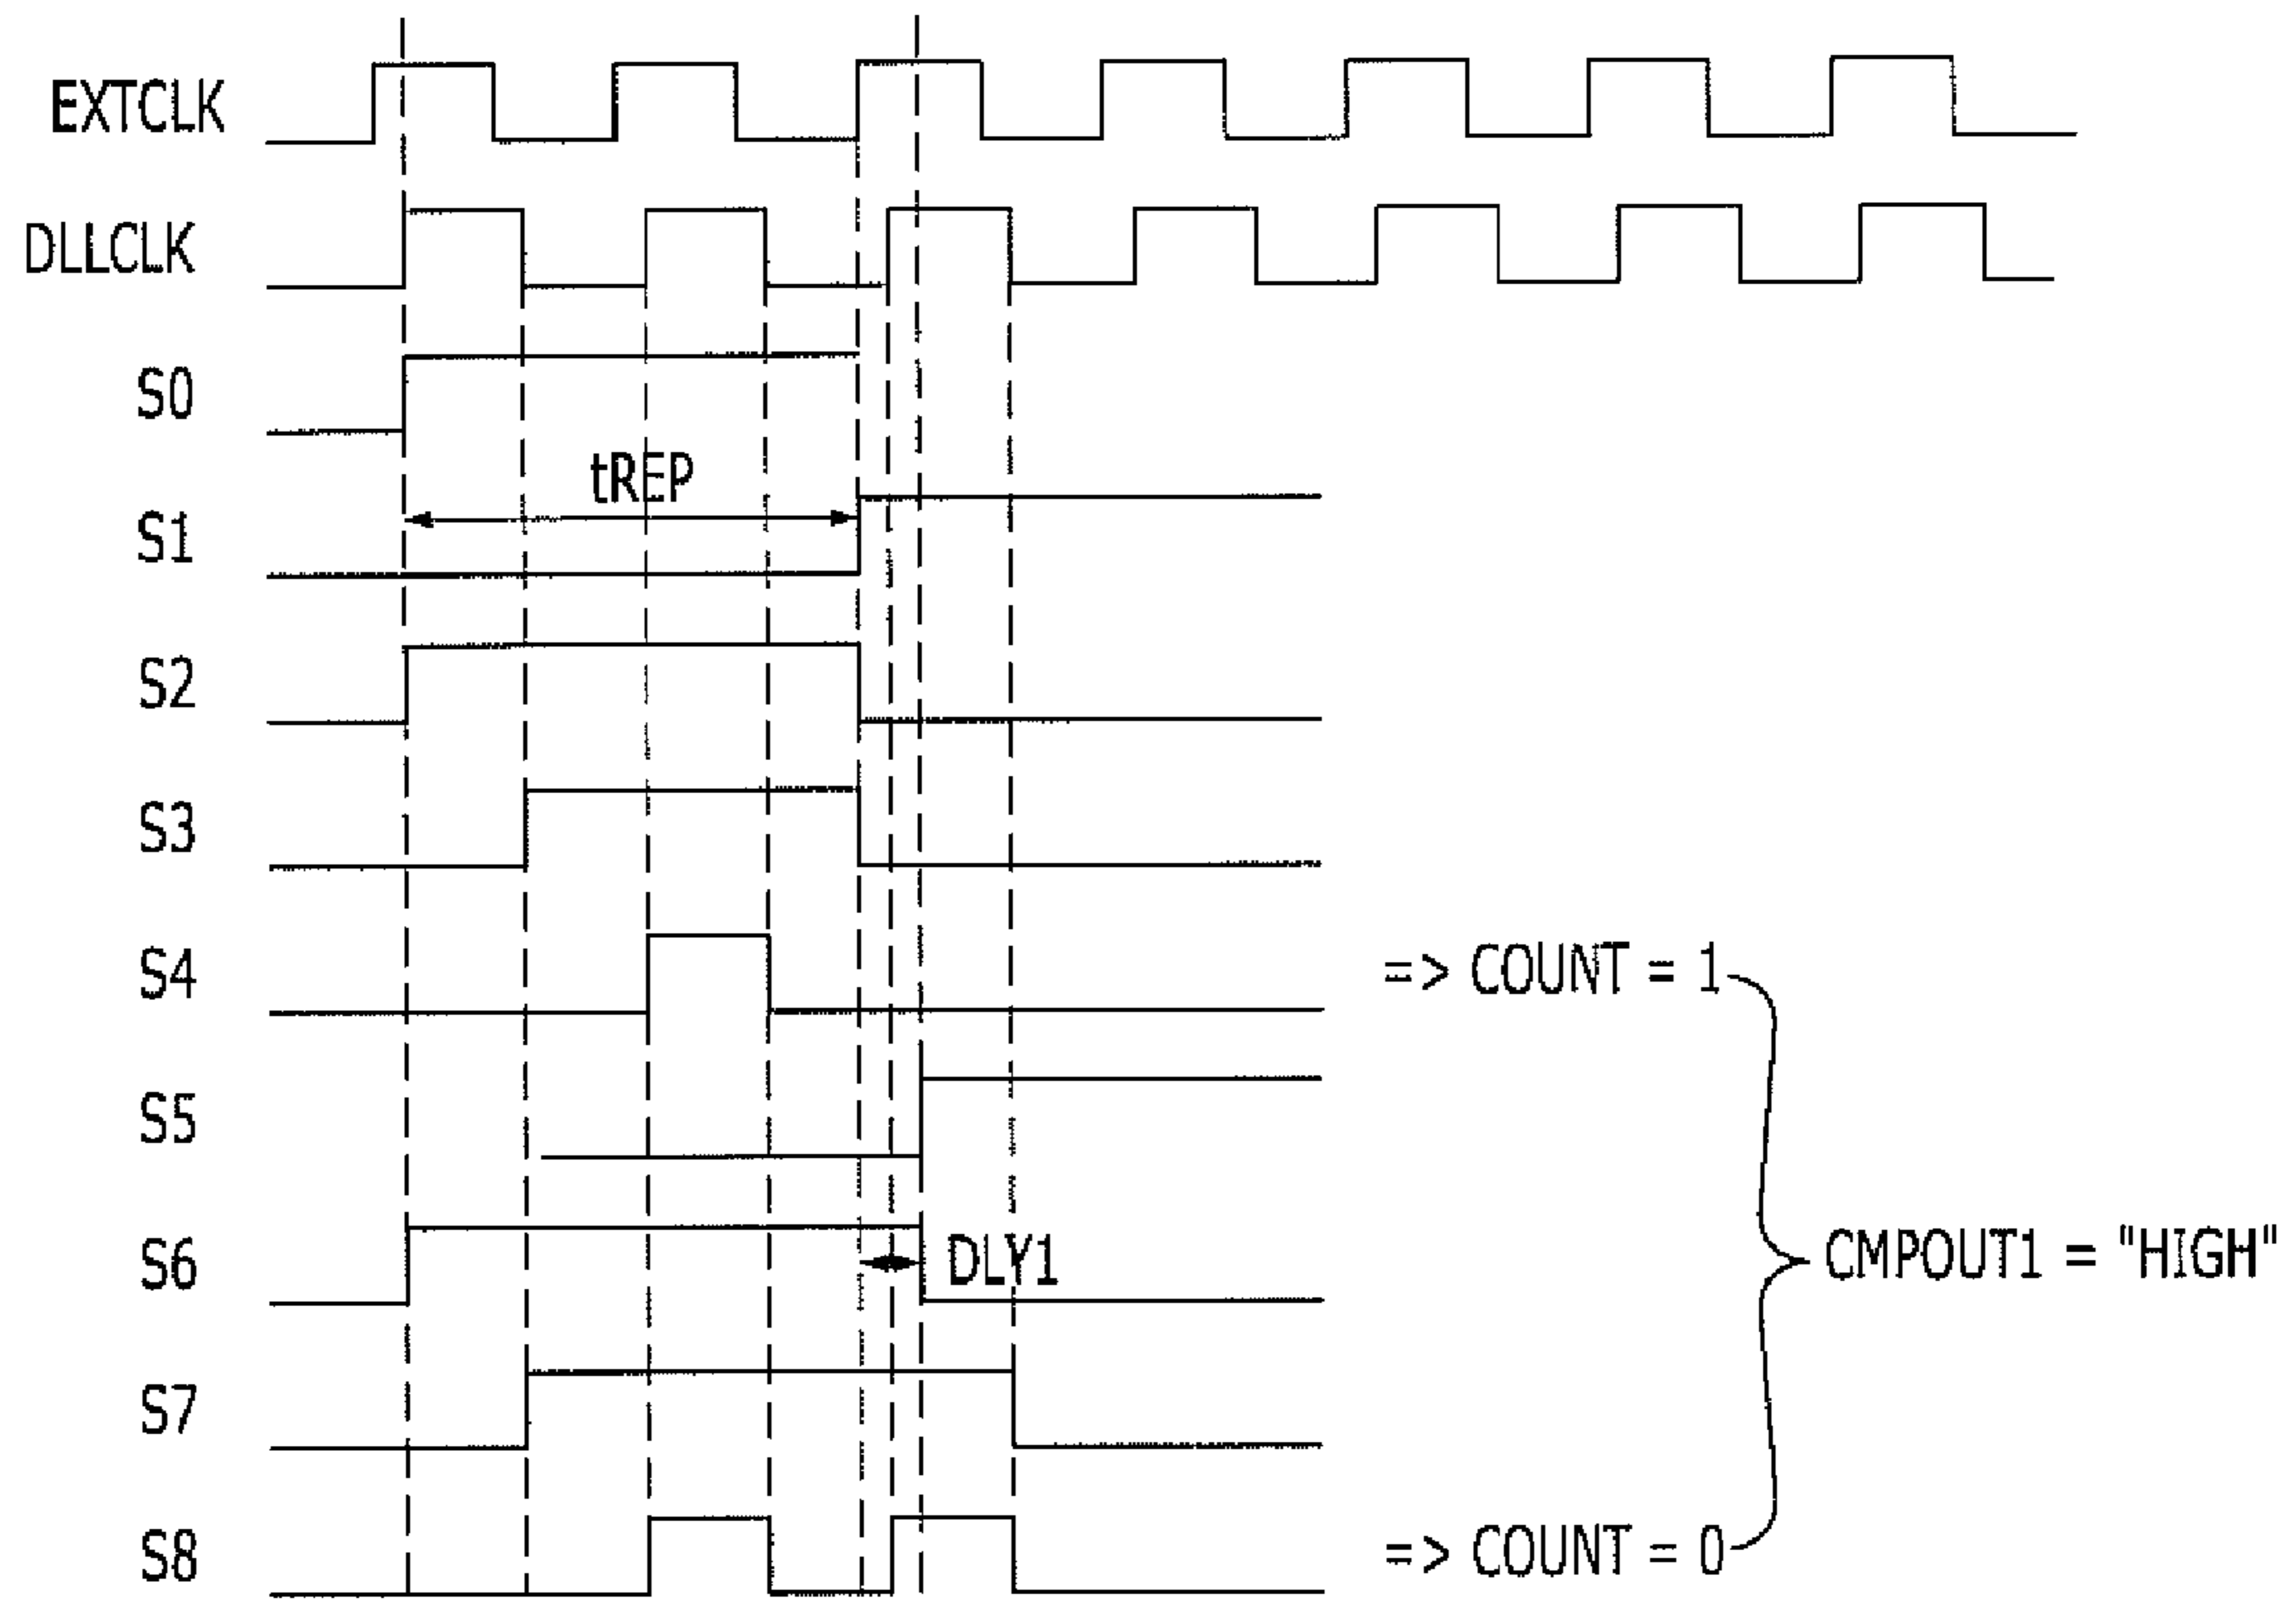 EXTCLK
DLLCLK
S0
tREP
S1
S2
S3
S4 => COUNT = 1
S5
S6 DLY1 CMPOUT1 = "HIGH"
S7
S8 => COUNT = 0